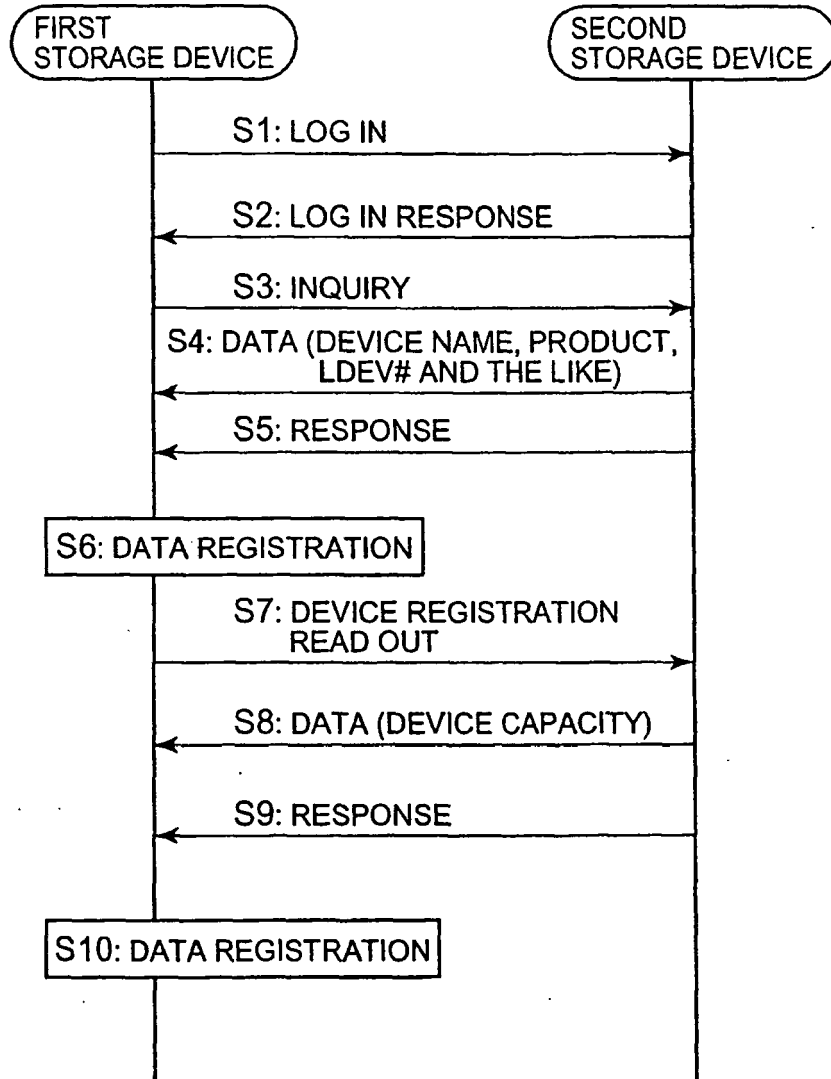 FIRST
STORAGE DEVICE
SECOND
STORAGE DEVICE
S1: LOG IN
S2: LOG IN RESPONSE
S3: INQUIRY
S4: DATA (DEVICE NAME, PRODUCT,
LDEV# AND THE LIKE)
S5: RESPONSE
S6: DATA REGISTRATION
S7: DEVICE REGISTRATION
READ OUT
S8: DATA (DEVICE CAPACITY)
S9: RESPONSE
S10: DATA REGISTRATION